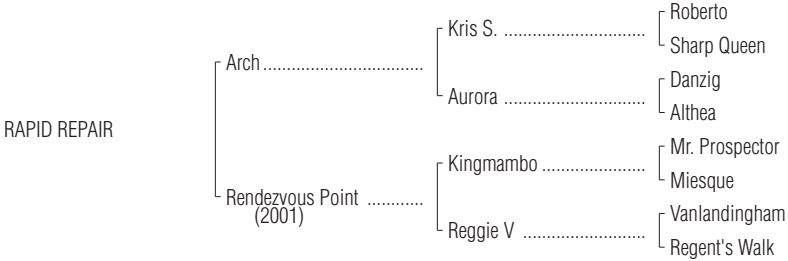 Roberto
Kris S. ..............................
Sharp Queen
Arch..................................
Danzig
Aurora ..............................
Althea
RAPID REPAIR
Mr. Prospector
Kingmambo ......................
Miesque
Rendezvous Point ............
(2001)
Vanlandingham
Reggie V ..........................
Regent's Walk